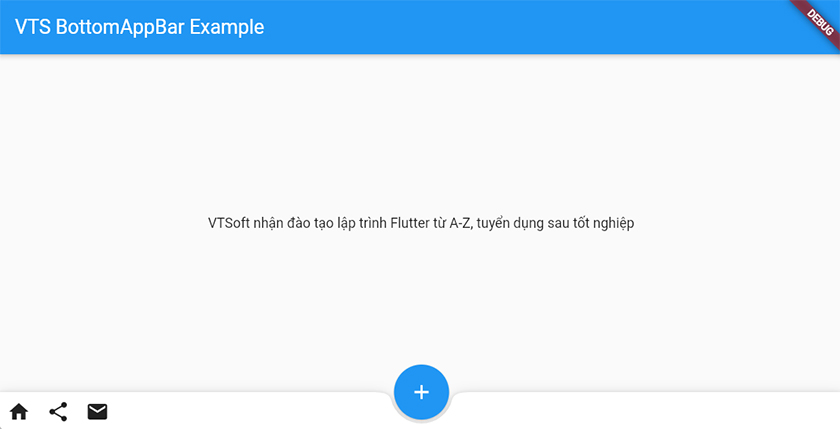 VTS BottomAppBar Example
DEBUG
VTSoft nhận đào tạo lập trình Flutter từ A-Z, tuyển dụng sau tốt nghiệp